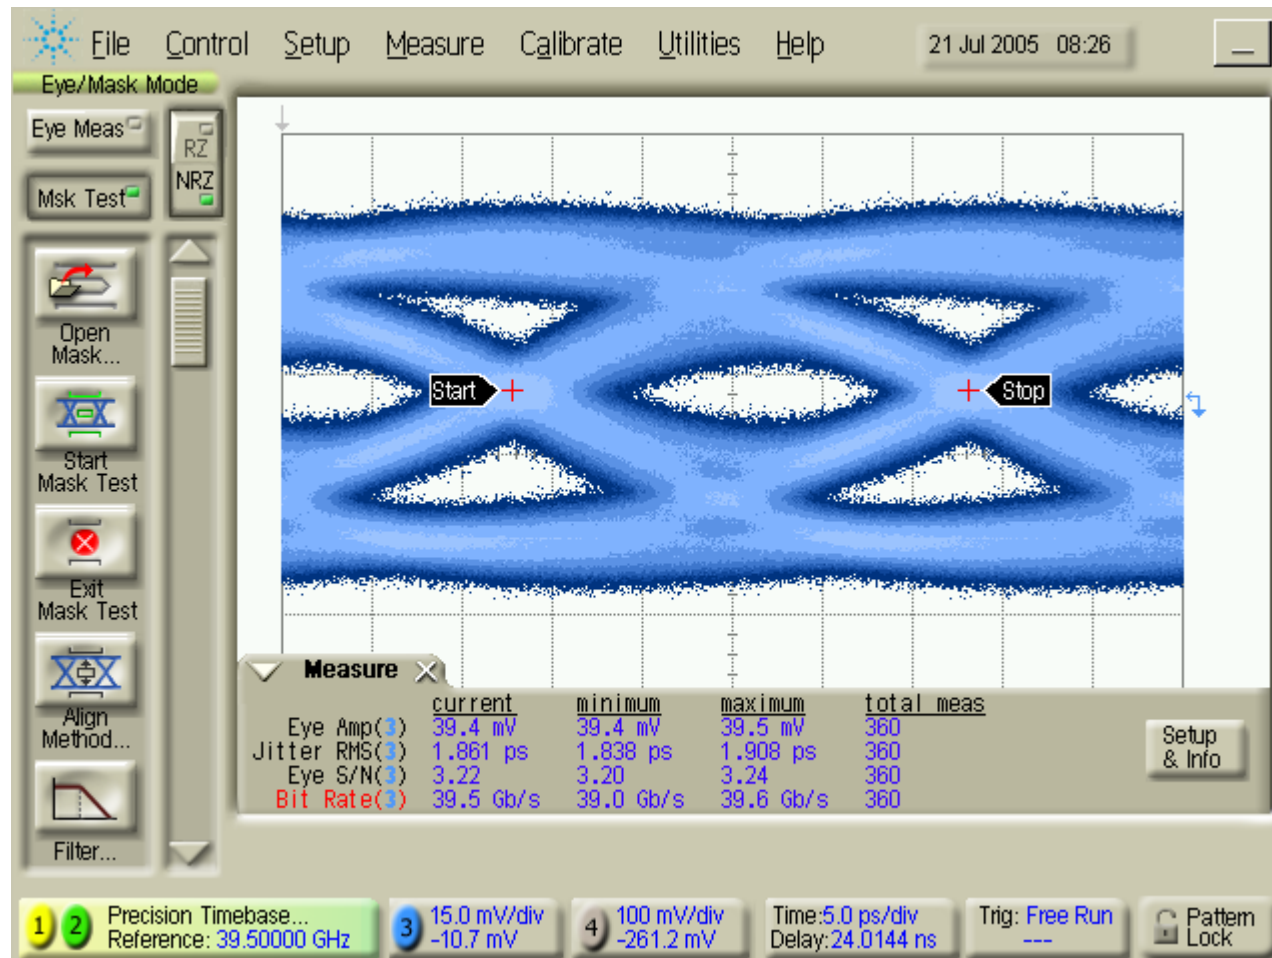 File Control Setup Measure Calibrate Utilities Help 21 Jul 2005 08:26
Eye/Mask Mode
Eye Meas
RZ
NRZ
Msk Test
Open
Mask...
Start
Mask Test
Exit
Mask Test
Align
Method...
Filter...
Start
Stop
Measure
current minimum maximum total meas
Eye Amp(3) 39.4 mV 39.4 mV 39.5 mV 360
Jitter RMS(3) 1.861 ps 1.838 ps 1.908 ps 360
Eye S/N(3) 3.22 3.20 3.24 360
Bit Rate(3) 39.5 Gb/s 39.0 Gb/s 39.6 Gb/s 360
Setup
& Info
1 2 Precision Timebase...
Reference: 39.50000 GHz
3 15.0 mV/div
-10.7 mV
4 100 mV/div
-261.2 mV
Time:5.0 ps/div
Delay:24.0144 ns
Trig: Free Run
---
Pattern
Lock